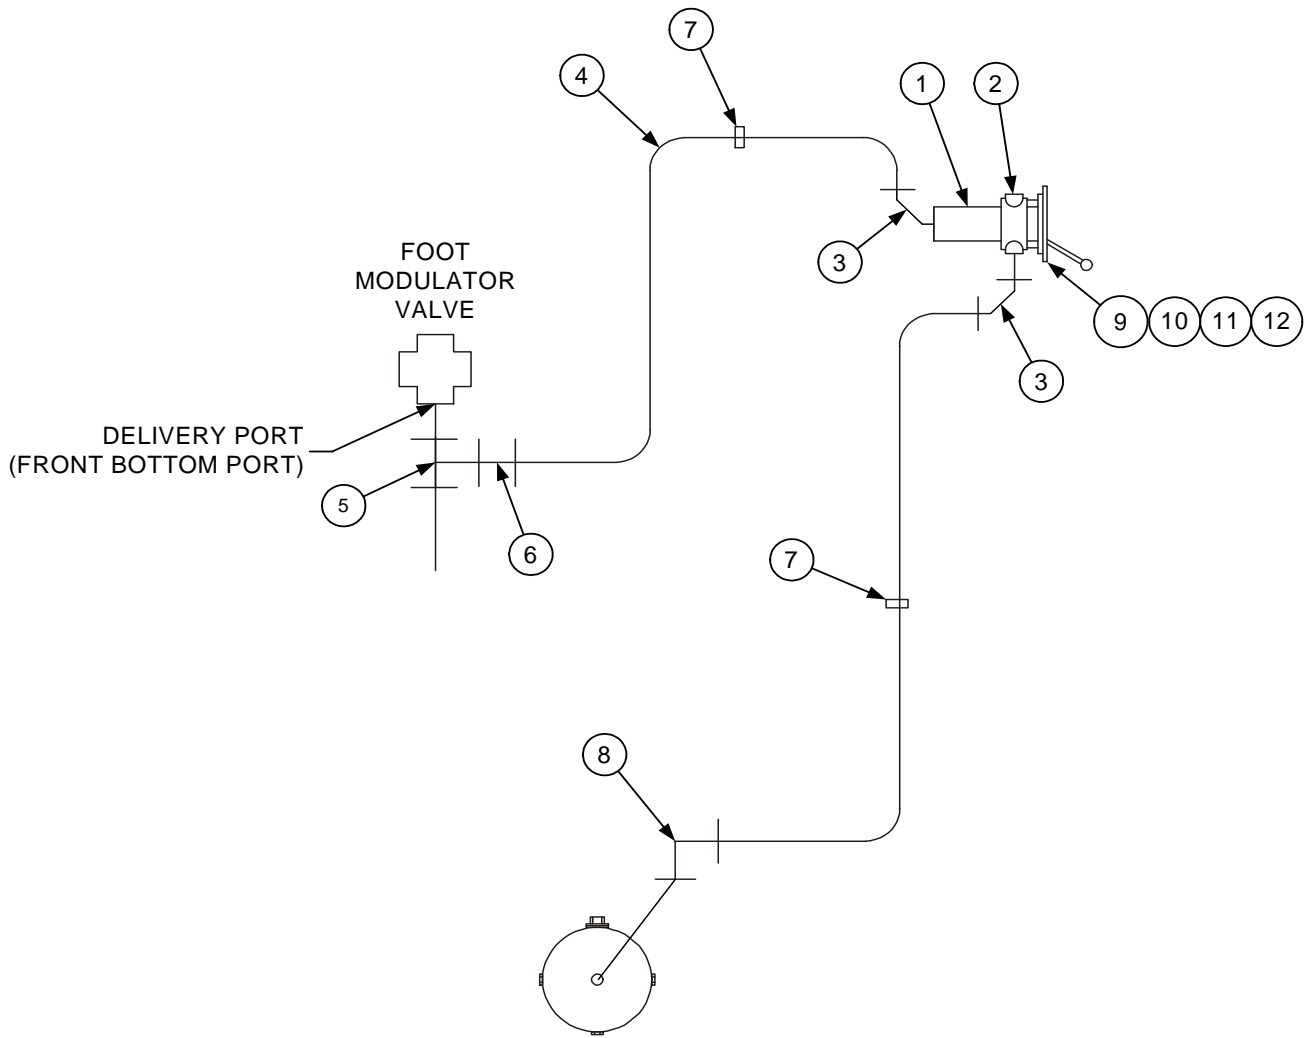 7
4
1
2
3
FOOT
MODULATOR
VALVE
9 10 11 12
3
DELIVERY PORT
(FRONT BOTTOM PORT)
5
6
7
8